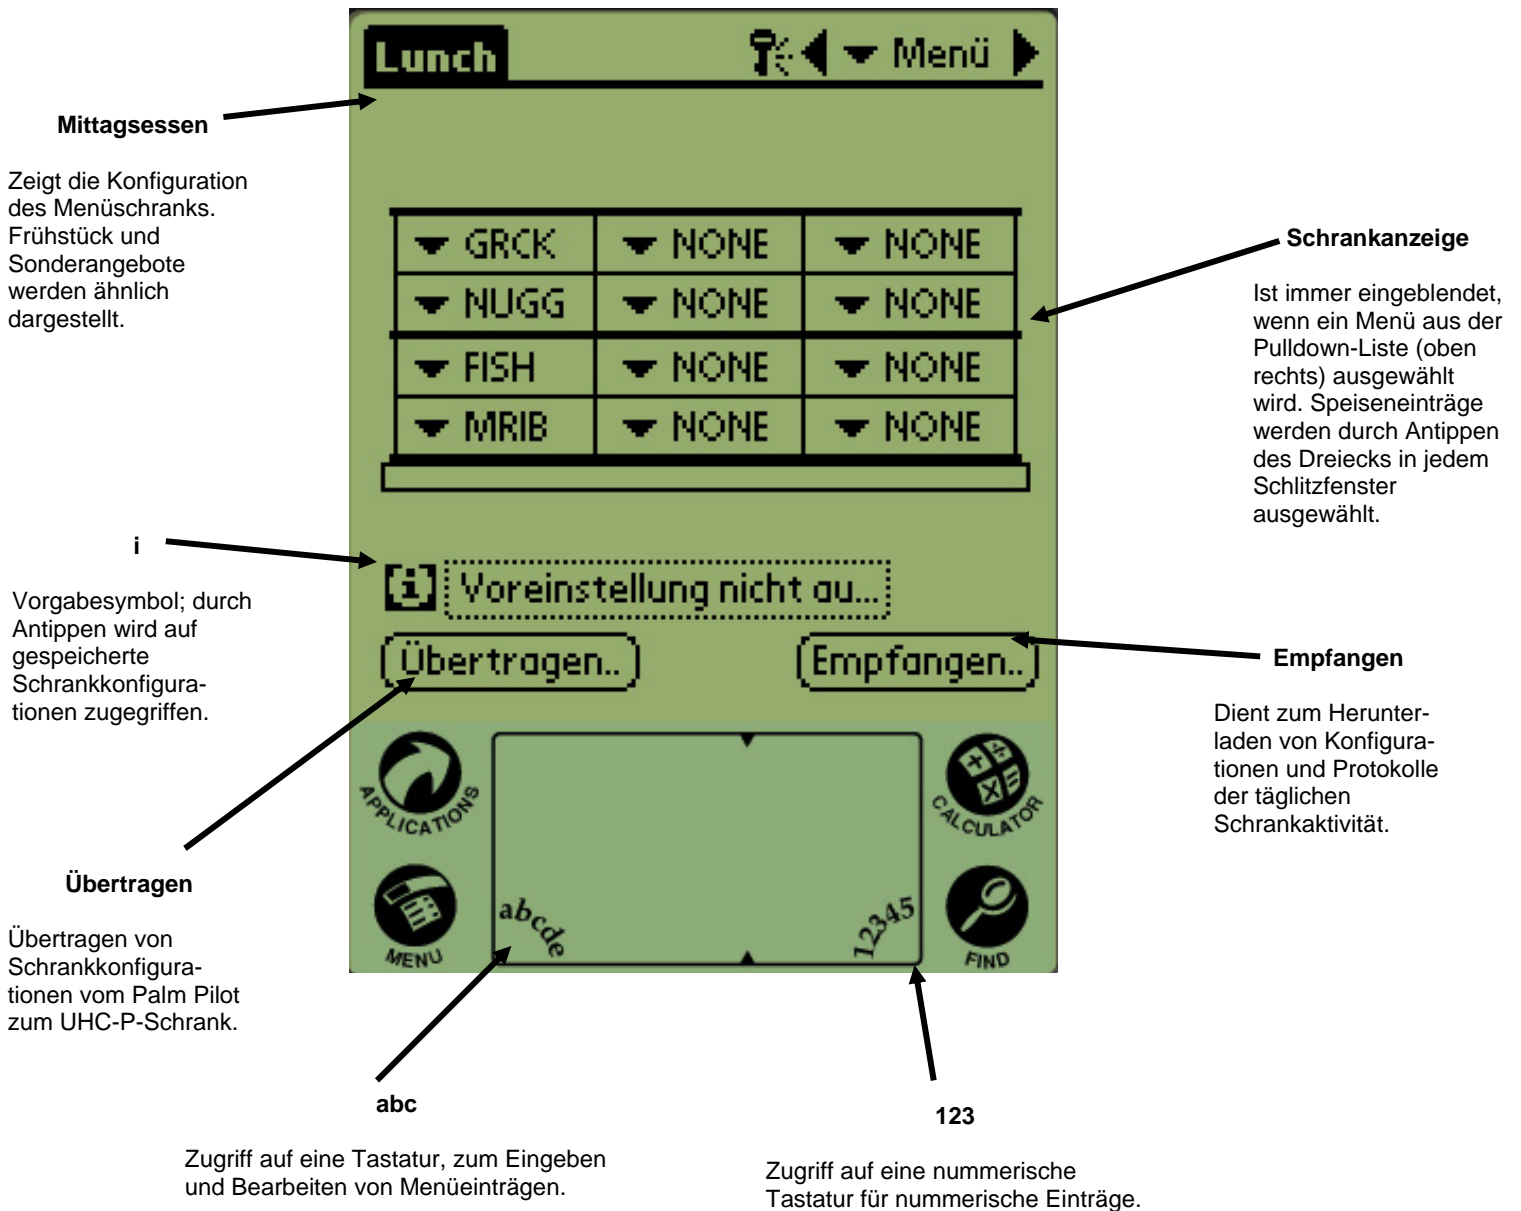 Lunch
Menü
Mittagsessen
Zeigt die Konfiguration
des Menüschranks.
Frühstück und
Sonderangebote
werden ähnlich
dargestellt.
GRCK NONE NONE
NUGG NONE NONE
FISH NONE NONE
MRIB NONE NONE
Schrankanzeige
Ist immer eingeblendet,
wenn ein Menü aus der
Pulldown-Liste (oben
rechts) ausgewählt
wird. Speiseneinträge
werden durch Antippen
des Dreiecks in jedem
Schlitzfenster
ausgewählt.
i
Vorgabesymbol; durch
Antippen wird auf
gespeicherte
Schrankkonfigura-
tionen zugegriffen.
i Voreinstellung nicht au...
Übertragen.. Empfangen..
Empfangen
Dient zum Herunter-
laden von Konfigura-
tionen und Protokolle
der täglichen
Schrankaktivität.
APPLICATIONS
CALCULATOR
MENU
abcde
12345
FIND
Übertragen
Übertragen von
Schrankkonfigura-
tionen vom Palm Pilot
zum UHC-P-Schrank.
abc
Zugriff auf eine Tastatur, zum Eingeben
und Bearbeiten von Menüeinträgen.
123
Zugriff auf eine nummerische
Tastatur für nummerische Einträge.